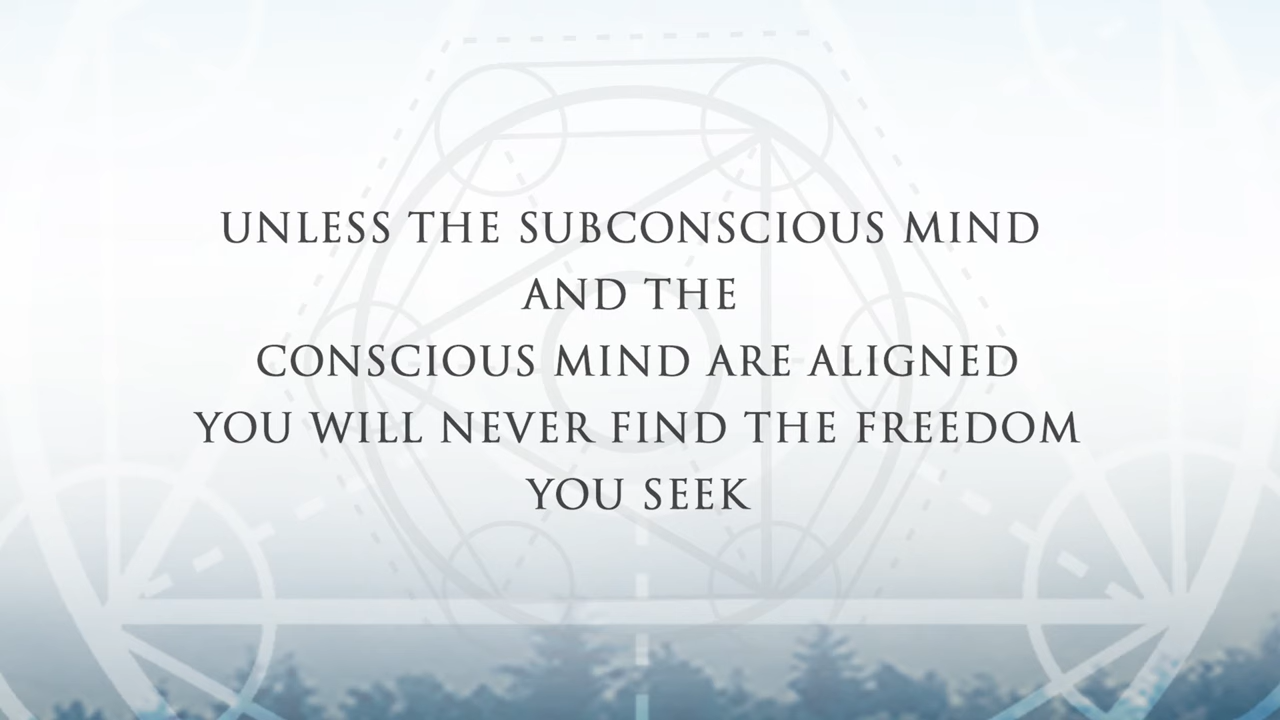 UNLESS THE SUBCONSCIOUS MIND
AND THE
CONSCIOUS MIND ARE ALIGNED
YOU WILL NEVER FIND THE FREEDOM
YOU SEEK